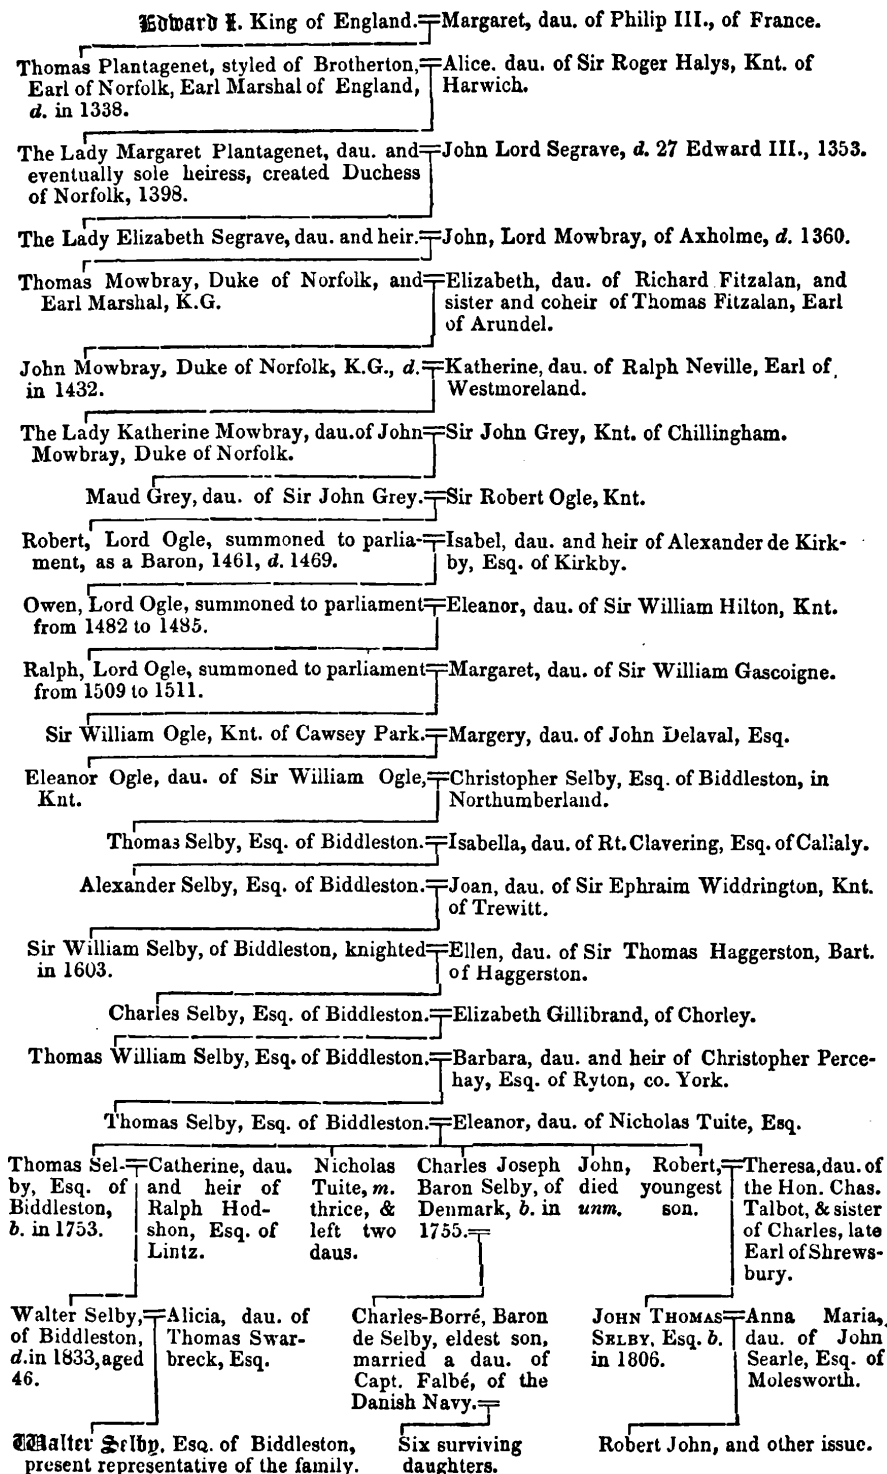 Edward I. King of England.=Margaret, dau. of Philip III., of France.
Thomas Plantagenet, styled of Brotherton,
Earl of Norfolk, Earl Marshal of England,
d. in 1338.
Alice. dau. of Sir Roger Halys, Knt. of
Harwich.
The Lady Margaret Plantagenet, dau. and
eventually sole heiress, created Duchess
of Norfolk, 1398.
John Lord Segrave, d. 27 Edward III., 1353.
The Lady Elizabeth Segrave, dau. and heir.=John, Lord Mowbray, of Axholme, d. 1360.
Thomas Mowbray, Duke of Norfolk, and
Earl Marshal, K.G.
Elizabeth, dau. of Richard Fitzalan, and
sister and coheir of Thomas Fitzalan, Earl
of Arundel.
John Mowbray, Duke of Norfolk, K.G., d.
in 1432.
Katherine, dau. of Ralph Neville, Earl of
Westmoreland.
The Lady Katherine Mowbray, dau. of John
Mowbray, Duke of Norfolk.
Sir John Grey, Knt. of Chillingham.
Maud Grey, dau. of Sir John Grey.=Sir Robert Ogle, Knt.
Robert, Lord Ogle, summoned to parlia-
ment, as a Baron, 1461, d. 1469.
Isabel, dau. and heir of Alexander de Kirk-
by, Esq. of Kirkby.
Owen, Lord Ogle, summoned to parliament
from 1482 to 1485.
Eleanor, dau. of Sir William Hilton, Knt.
Ralph, Lord Ogle, summoned to parliament
from 1509 to 1511.
Margaret, dau. of Sir William Gascoigne.
Sir William Ogle, Knt. of Cawsey Park.=Margery, dau. of John Delaval, Esq.
Eleanor Ogle, dau. of Sir William Ogle,
Knt.
Christopher Selby, Esq. of Biddleston, in
Northumberland.
Thomas Selby, Esq. of Biddleston.=Isabella, dau. of Rt. Clavering, Esq. of Callaly.
Alexander Selby, Esq. of Biddleston.=Joan, dau. of Sir Ephraim Widdrington, Knt.
of Trewitt.
Sir William Selby, of Biddleston, knighted
in 1603.
Ellen, dau. of Sir Thomas Haggerston, Bart.
of Haggerston.
Charles Selby, Esq. of Biddleston.=Elizabeth Gillibrand, of Chorley.
Thomas William Selby, Esq. of Biddleston.=Barbara, dau. and heir of Christopher Perce-
hay, Esq. of Ryton, co. York.
Thomas Selby, Esq. of Biddleston.=Eleanor, dau. of Nicholas Tuite, Esq.
Thomas Sel-
by, Esq. of
Biddleston,
b. in 1753.
Catherine, dau.
and heir of
Ralph Hod-
shon, Esq. of
Lintz.
Nicholas
Tuite, m.
thrice, &
left two
daus.
Charles Joseph
Baron Selby, of
Denmark, b. in
1755.
John,
died
unm.
Robert,
youngest
son.
Theresa, dau. of
the Hon. Chas.
Talbot, & sister
of Charles, late
Earl of Shrews-
bury.
Walter Selby,
of Biddleston,
d. in 1833, aged
46.
Alicia, dau. of
Thomas Swar-
breck, Esq.
Charles-Borré, Baron
de Selby, eldest son,
married a dau. of
Capt. Falbé, of the
Danish Navy.
JOHN THOMAS
SELBY, Esq. b.
in 1806.
Anna Maria,
dau. of John
Searle, Esq. of
Molesworth.
Walter Selby, Esq. of Biddleston,
present representative of the family.
Six surviving
daughters.
Robert John, and other issue.